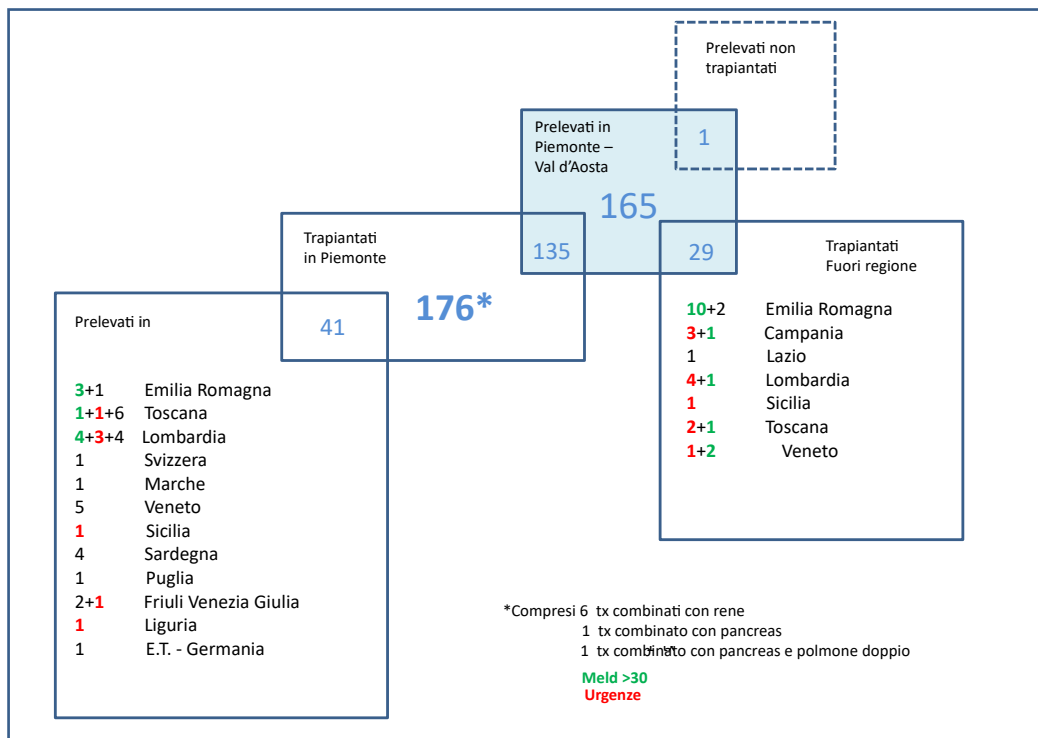 Prelevati non
trapiantati
1
Prelevati in
Piemonte –
Val d'Aosta
165
135
29
Trapiantati
in Piemonte
176*
41
Trapiantati
Fuori regione
10+2 Emilia Romagna
3+1 Campania
1 Lazio
4+1 Lombardia
1 Sicilia
2+1 Toscana
1+2 Veneto
Prelevati in
3+1 Emilia Romagna
1+1+6 Toscana
4+3+4 Lombardia
1 Svizzera
1 Marche
5 Veneto
1 Sicilia
4 Sardegna
1 Puglia
2+1 Friuli Venezia Giulia
1 Liguria
1 E.T. - Germania
*Compresi 6 tx combinati con rene
1 tx combinato con pancreas
1 tx combinato con pancreas e polmone doppio
Meld >30
Urgenze